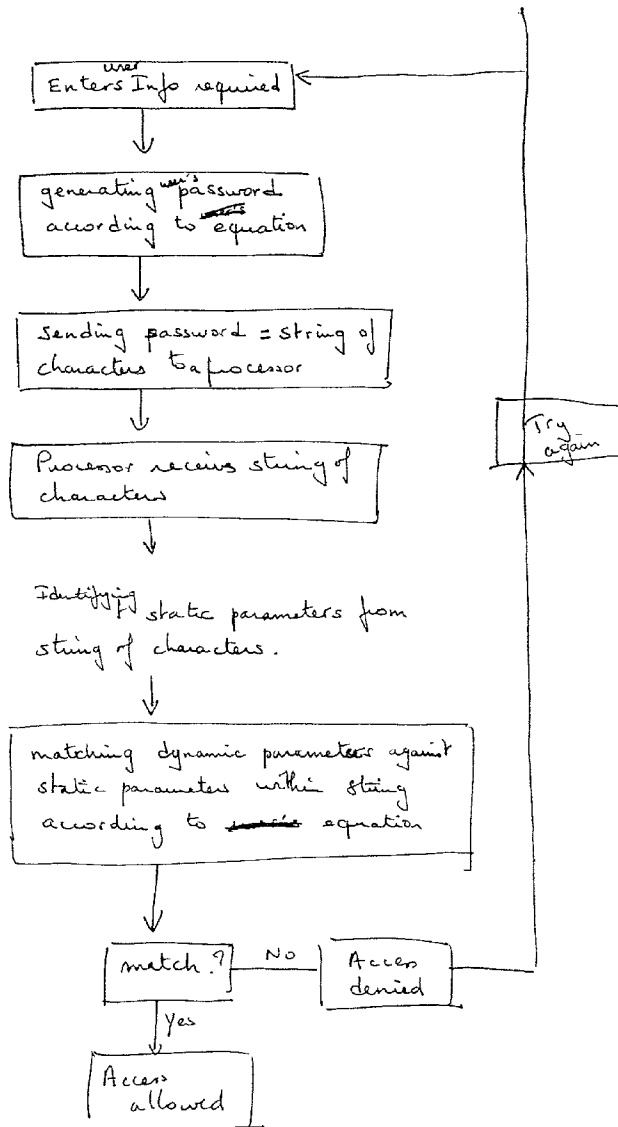 user
Enters Info required
generating user's password
according to equation
Sending password = string of
characters to a processor
Try
again
Processor receives string of
characters
Identifying static parameters from
string of characters.
matching dynamic parameters against
static parameters within string
according to equation
match?
No
Access
denied
Yes
Access
allowed